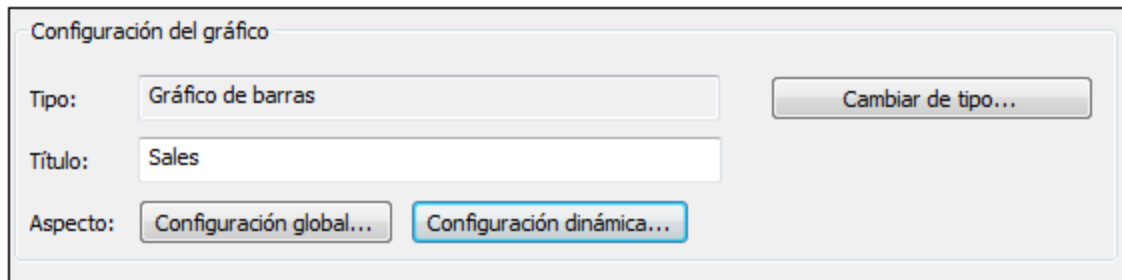 Configuración del gráfico
Tipo: Gráfico de barras Cambiar de tipo...
Título: Sales
Aspecto: Configuración global... Configuración dinámica...